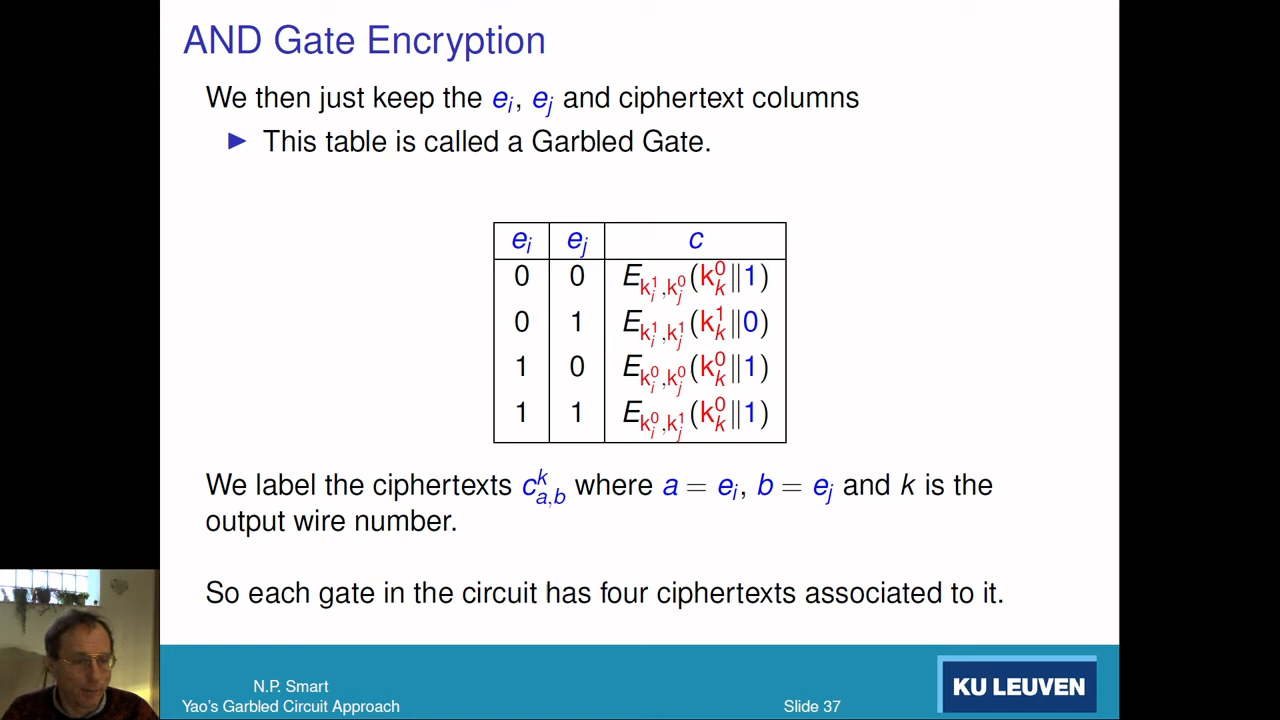 AND Gate Encryption
We then just keep the e_i, e_j and ciphertext columns
▶ This table is called a Garbled Gate.
e_i e_j c
0 0 E_{k_i^1,k_j^0}(k_k^0‖1)
0 1 E_{k_i^1,k_j^1}(k_k^1‖0)
1 0 E_{k_i^0,k_j^0}(k_k^0‖1)
1 1 E_{k_i^0,k_j^1}(k_k^0‖1)
We label the ciphertexts c_{a,b}^k where a = e_i, b = e_j and k is the
output wire number.
So each gate in the circuit has four ciphertexts associated to it.
N.P. Smart
Yao's Garbled Circuit Approach
Slide 37
KU LEUVEN